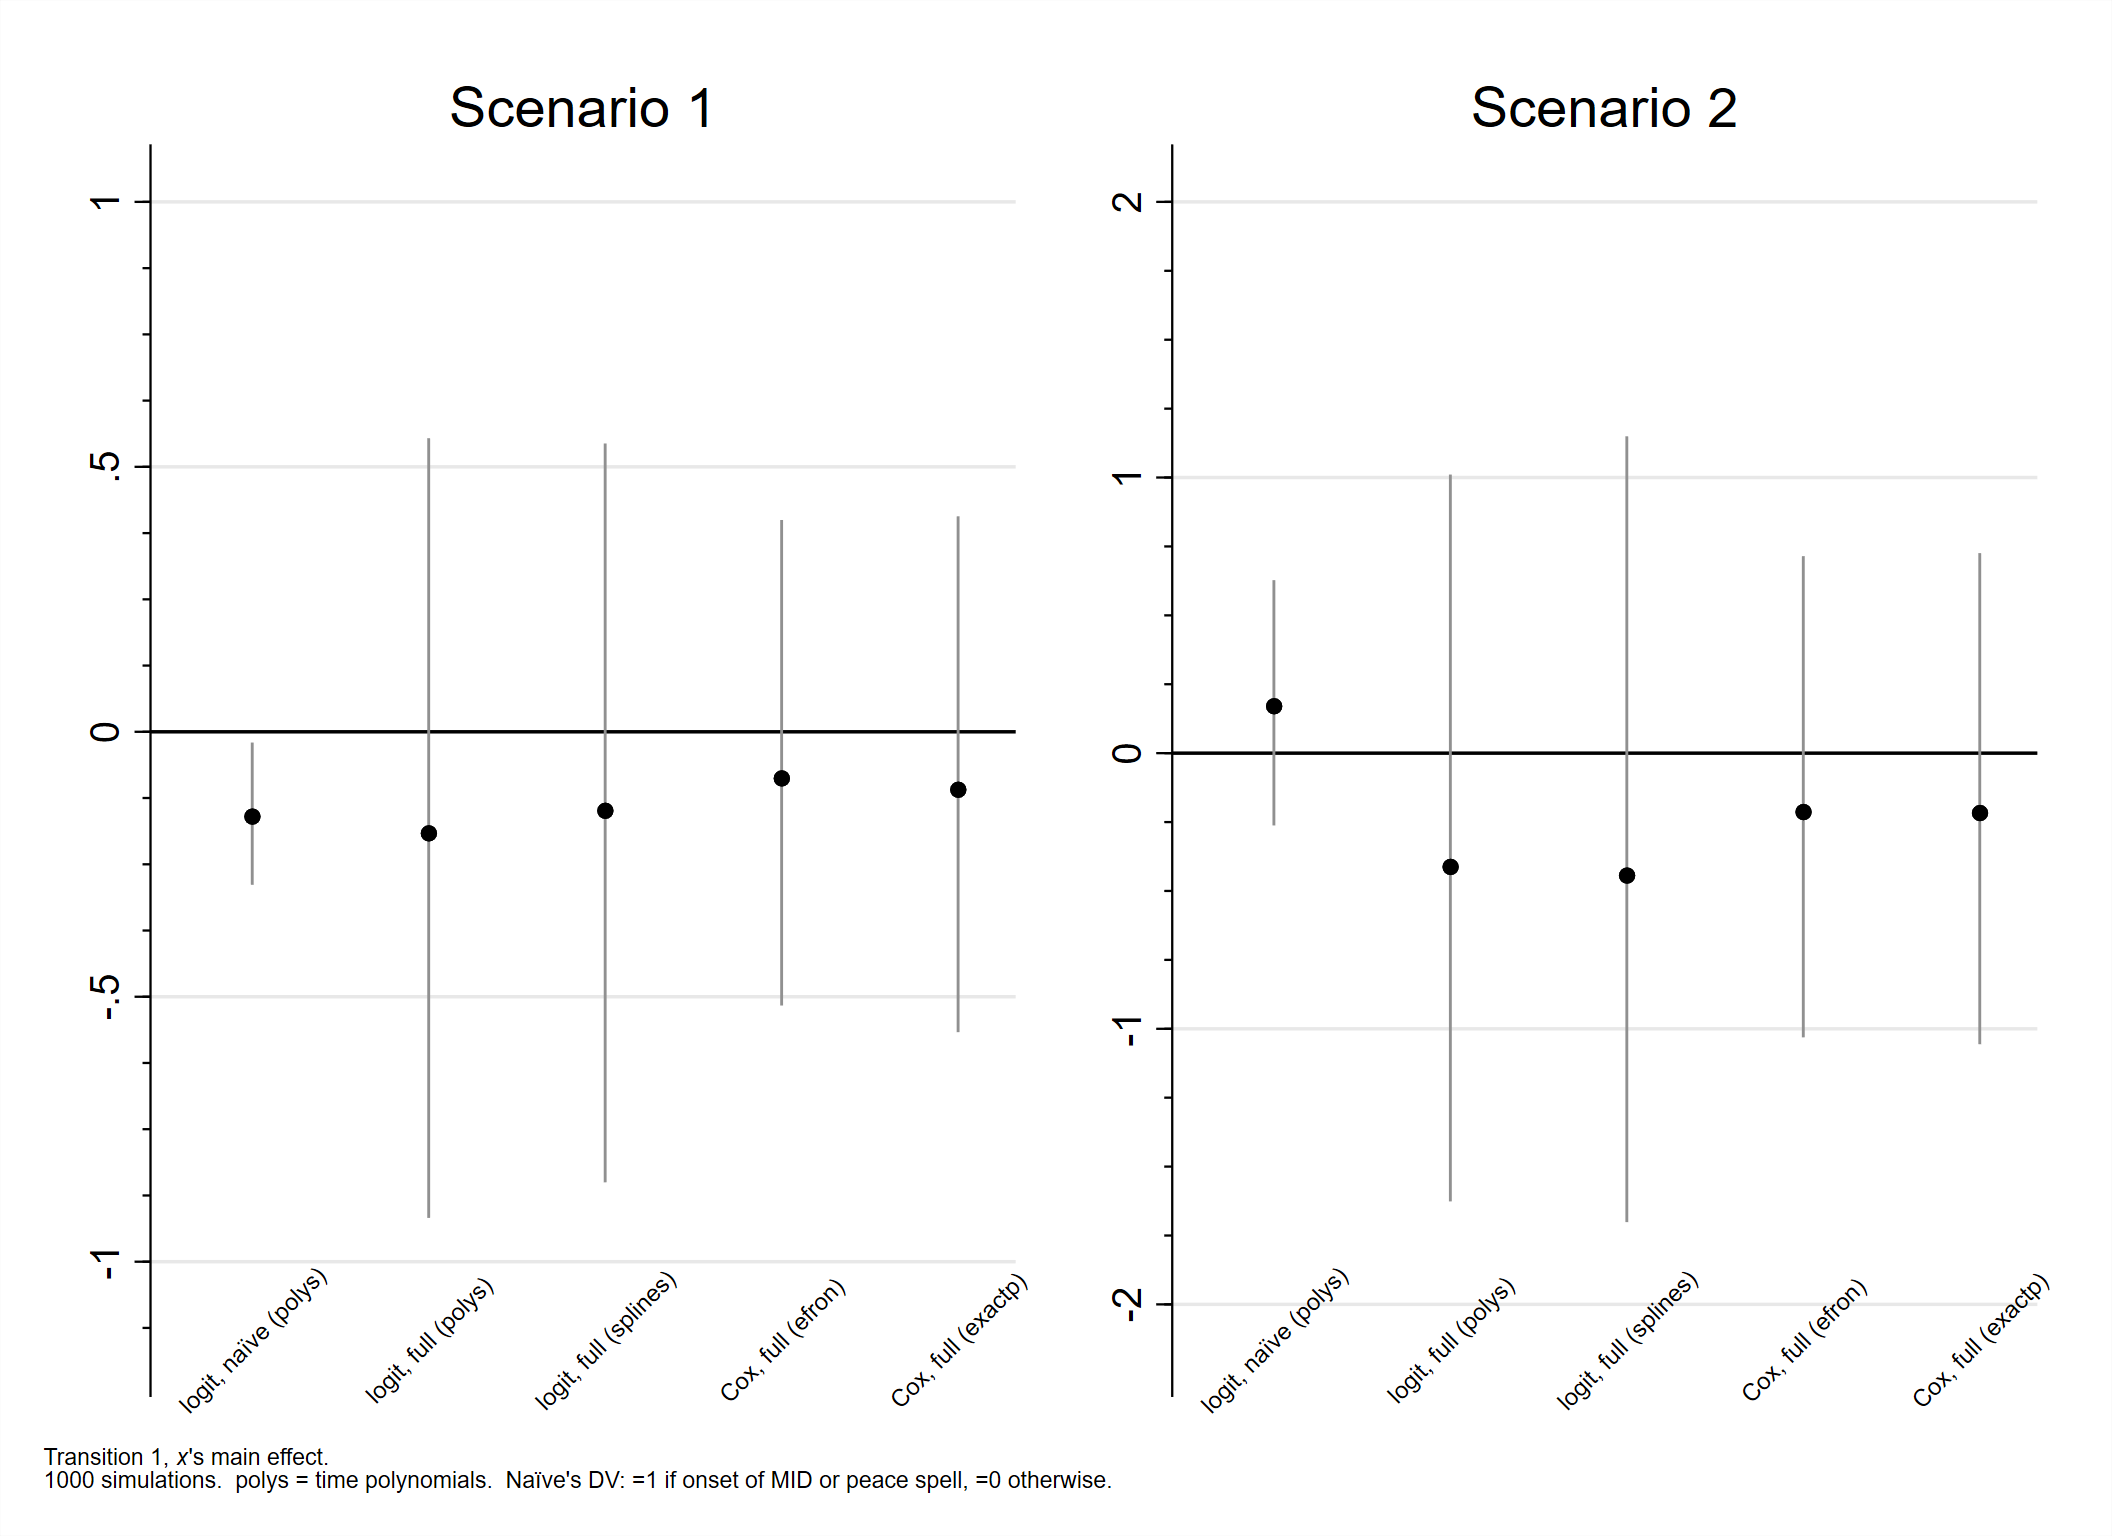 Scenario 1
1
.5
0
-.5
-1
logit, naïve (polys)
logit, full (polys)
logit, full (splines)
Cox, full (efron)
Cox, full (exactp)
Scenario 2
2
1
0
-1
-2
logit, naïve (polys)
logit, full (polys)
logit, full (splines)
Cox, full (efron)
Cox, full (exactp)
Transition 1, x's main effect.
1000 simulations.  polys = time polynomials.  Naïve's DV: =1 if onset of MID or peace spell, =0 otherwise.